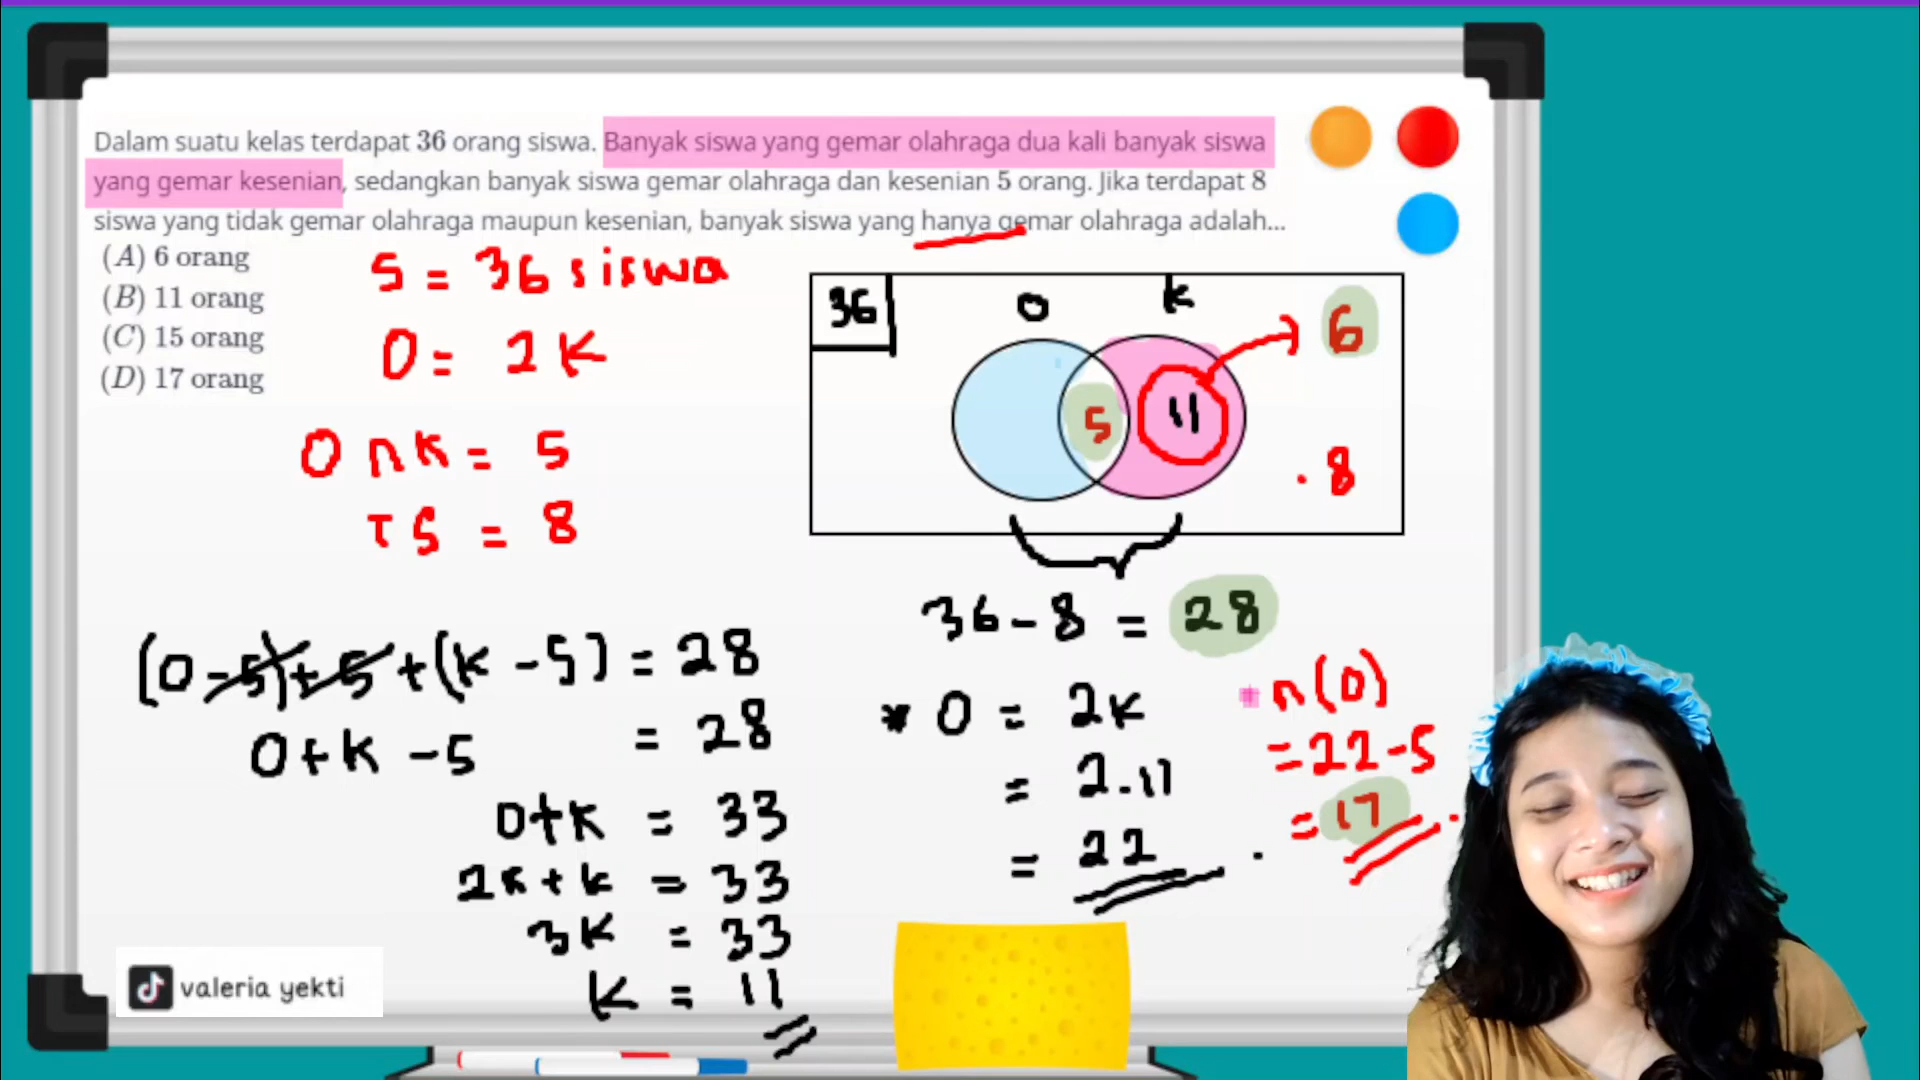 Dalam suatu kelas terdapat 36 orang siswa. Banyak siswa yang gemar olahraga dua kali banyak siswa
yang gemar kesenian, sedangkan banyak siswa gemar olahraga dan kesenian 5 orang. Jika terdapat 8
siswa yang tidak gemar olahraga maupun kesenian, banyak siswa yang hanya gemar olahraga adalah...
(A) 6 orang
(B) 11 orang
(C) 15 orang
(D) 17 orang
S = 36 siswa
O = 2K
O ∩ K = 5
TS = 8
36
O K
5 11 6
. 8
36 - 8 = 28
(O - 5) + 5 + (K - 5) = 28
O + K - 5 = 28
O + K = 33
2K + K = 33
3K = 33
K = 11
* O = 2K
= 2.11
= 22
* n(O)
= 22 - 5
= 17
valeria yekti